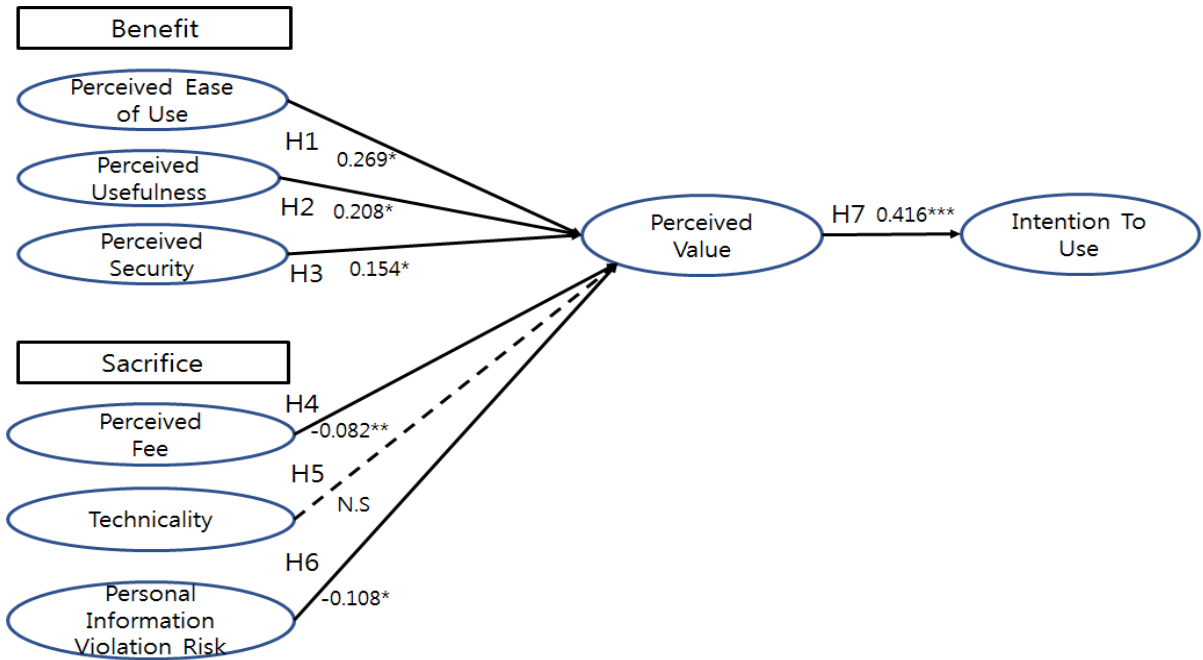 Benefit
Perceived Ease
of Use
H1
0.269*
Perceived
Usefulness
H2
0.208*
Perceived
Security
H3
0.154*
Perceived
Value
H7 0.416***
Intention To
Use
Sacrifice
H4
Perceived
Fee
-0.082**
H5
N.S
Technicality
H6
-0.108*
Personal
Information
Violation Risk